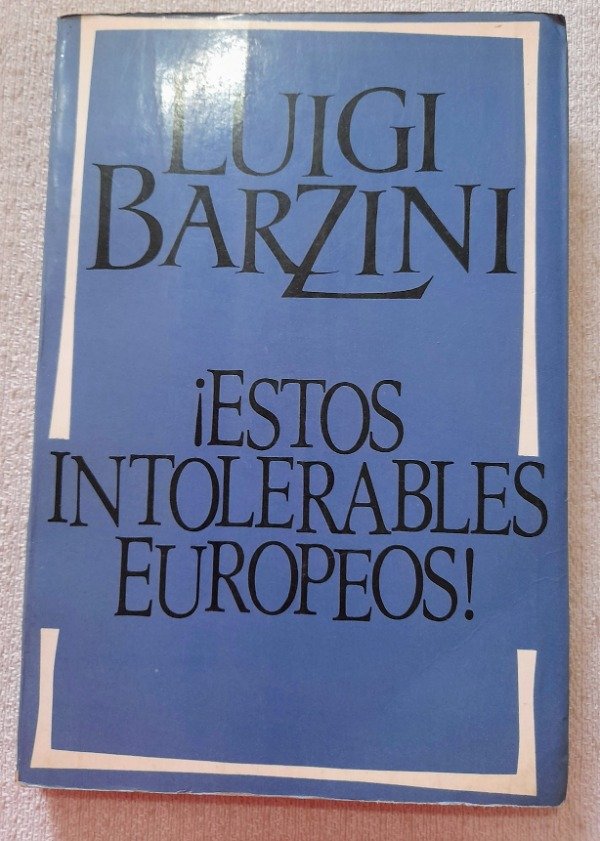 LUIGI
BARZINI
¡ESTOS
INTOLERABLES
EUROPEOS!